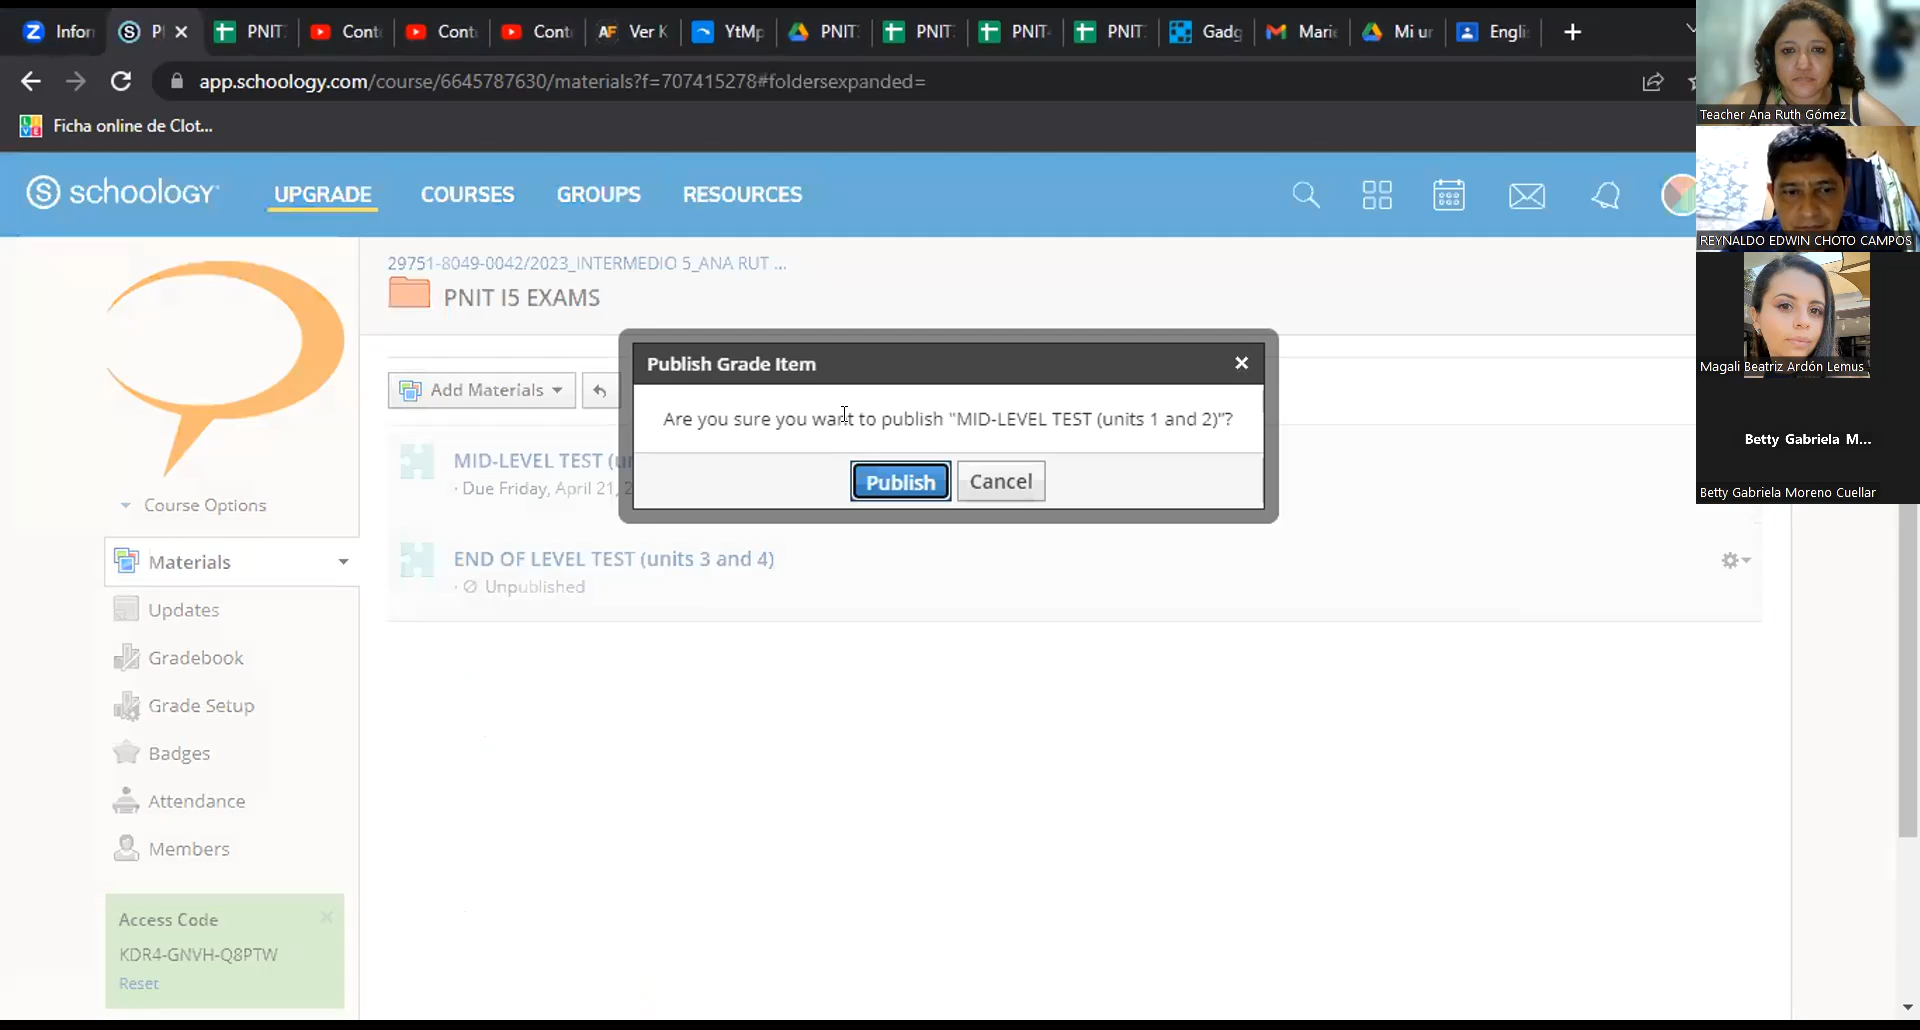 Infor
P
PNIT
Cont
Cont
Cont
AF Ver K
YtMp
PNIT
PNIT
PNIT
PNIT
Gadg
Marie
Mi ur
Engli
app.schoology.com/course/6645787630/materials?f=707415278#foldersexpanded=
LIVE Ficha online de Clot...
S schoology
UPGRADE COURSES GROUPS RESOURCES
29751-8049-0042/2023_INTERMEDIO 5_ANA RUT ...
PNIT I5 EXAMS
Add Materials
Publish Grade Item
Are you sure you want to publish "MID-LEVEL TEST (units 1 and 2)"?
Publish Cancel
MID-LEVEL TEST (u
· Due Friday, April 21, 2
END OF LEVEL TEST (units 3 and 4)
· Unpublished
Course Options
Materials
Updates
Gradebook
Grade Setup
Badges
Attendance
Members
Access Code
KDR4-GNVH-Q8PTW
Reset
Teacher Ana Ruth Gómez
REYNALDO EDWIN CHOTO CAMPOS
Magali Beatriz Ardón Lemus
Betty Gabriela M...
Betty Gabriela Moreno Cuellar